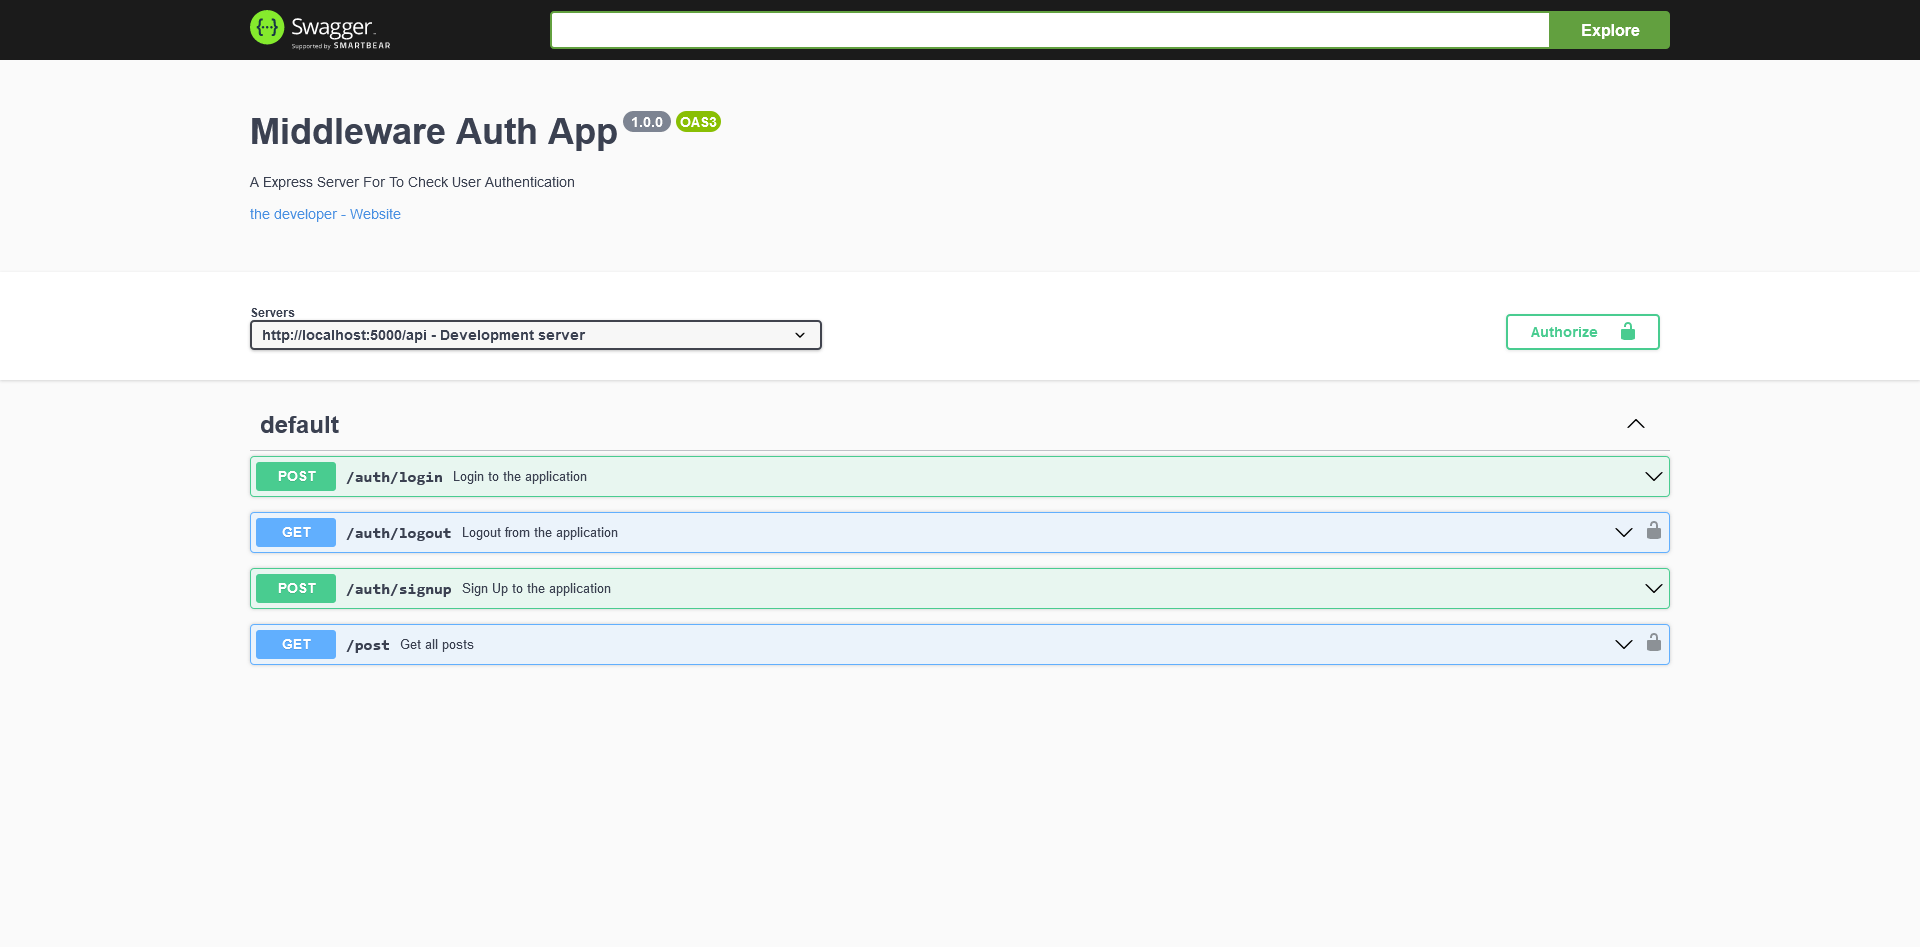 Swagger
Supported by SMARTBEAR
Explore
Middleware Auth App 1.0.0 OAS3
A Express Server For To Check User Authentication
the developer - Website
Servers
http://localhost:5000/api - Development server
Authorize
default
POST /auth/login Login to the application
GET /auth/logout Logout from the application
POST /auth/signup Sign Up to the application
GET /post Get all posts